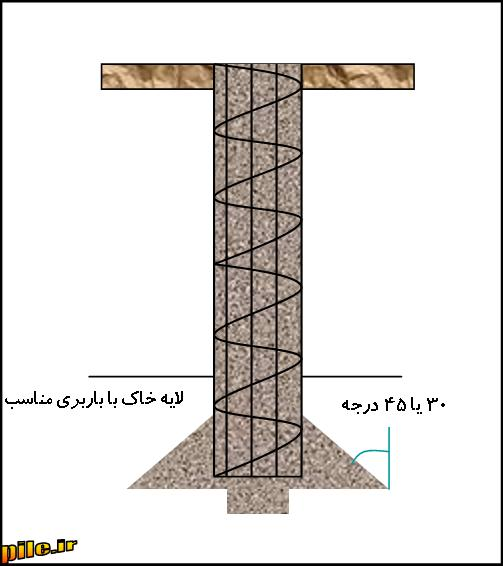 لایه خاک با باربری مناسب
۳۰ یا ۴۵ درجه
pile.ir